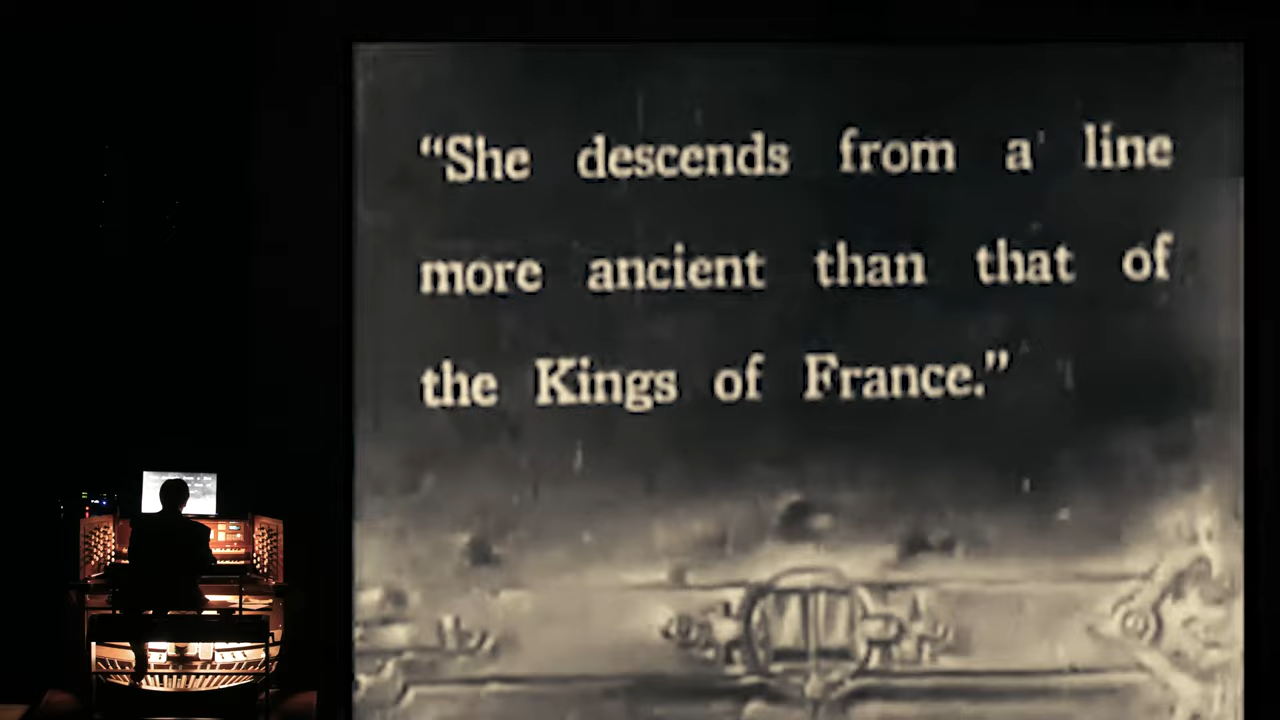 “She descends from a line
more ancient than that of
the Kings of France.”